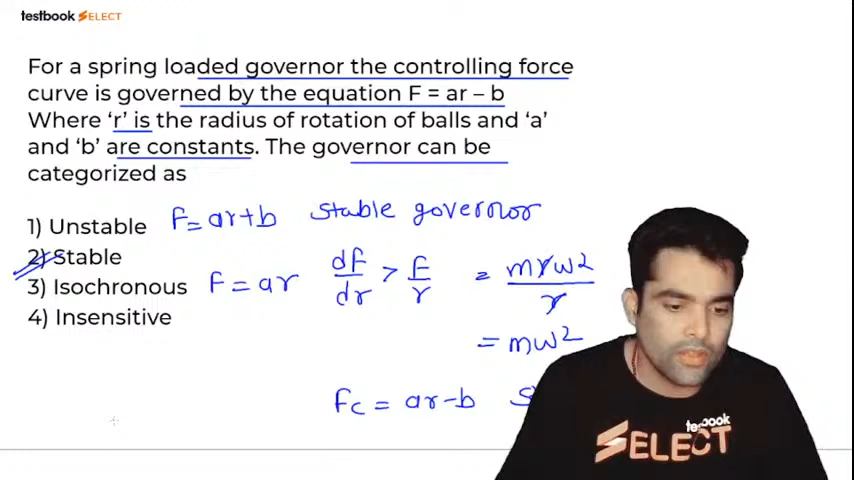 testbook SELECT
For a spring loaded governor the controlling force
curve is governed by the equation F = ar – b
Where ‘r’ is the radius of rotation of balls and ‘a’
and ‘b’ are constants. The governor can be
categorized as
1) Unstable
F = ar+b stable governor
2) Stable
3) Isochronous
F = ar dF/dr > F/r = mrω2/r
4) Insensitive
= mω2
Fc = ar-b S
testbook
SELECT